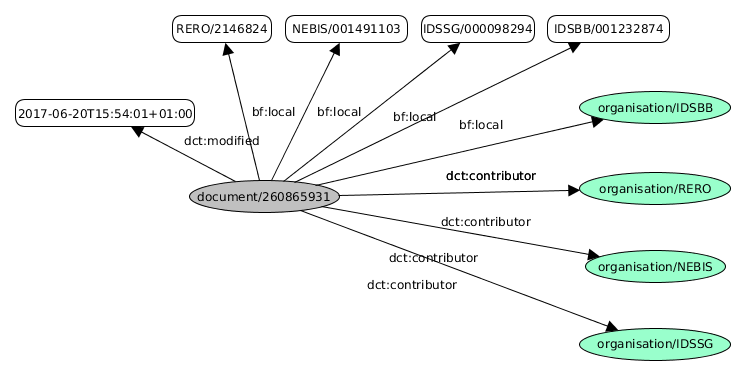 RERO/2146824
NEBIS/001491103
IDSSG/000098294
IDSBB/001232874
2017-06-20T15:54:01+01:00
bf:local
bf:local
bf:local
bf:local
organisation/IDSBB
dct:modified
dct:contributor
organisation/RERO
document/260865931
dct:contributor
dct:contributor
organisation/NEBIS
dct:contributor
organisation/IDSSG